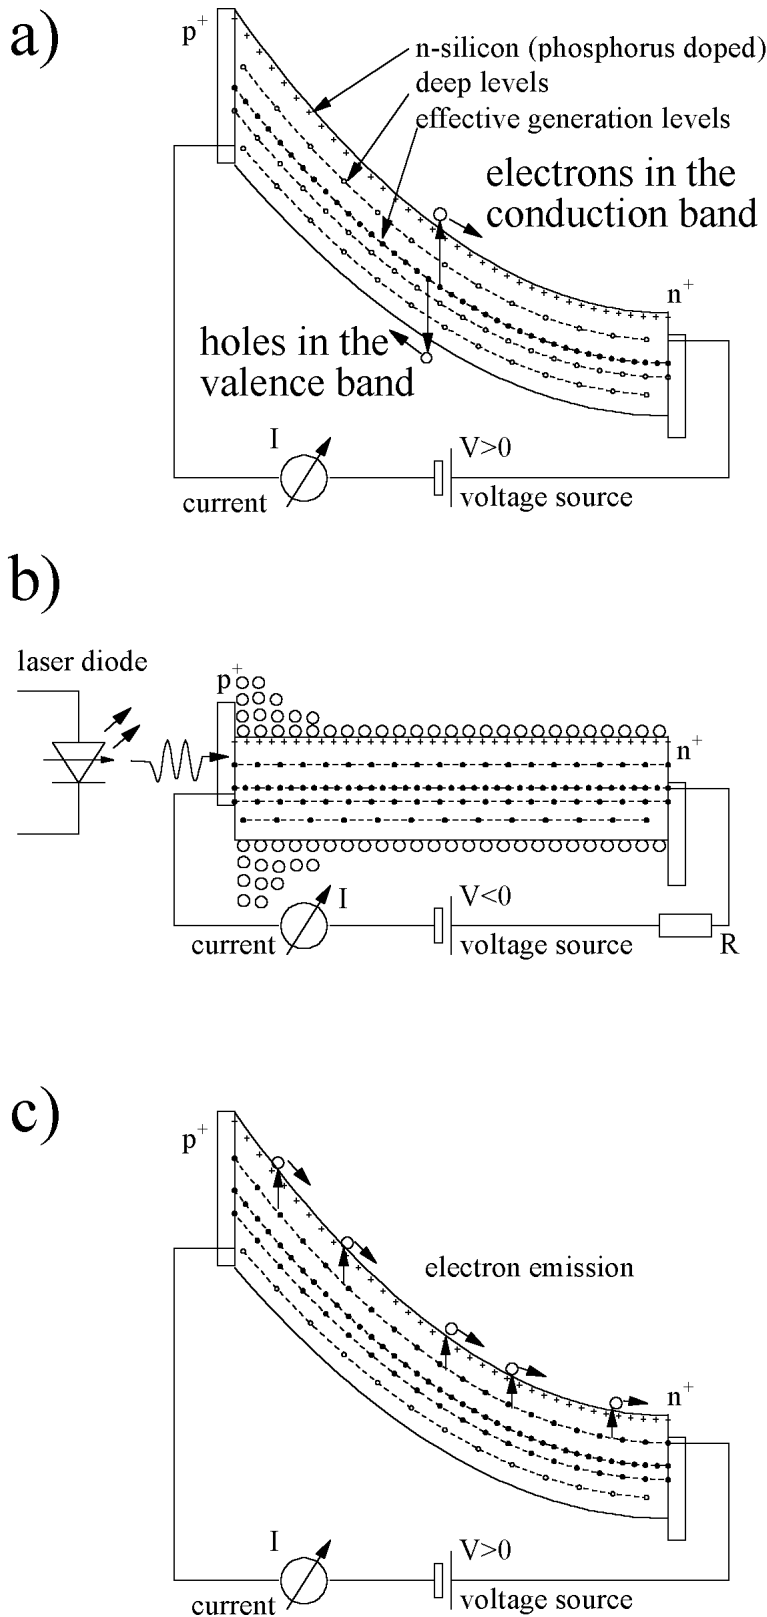 a)
p+
n-silicon (phosphorus doped)
deep levels
effective generation levels
electrons in the
conduction band
n+
holes in the
valence band
I
V>0
current
voltage source
b)
laser diode
p+
n+
I
V<0
current
voltage source
R
c)
p+
electron emission
n+
I
V>0
current
voltage source